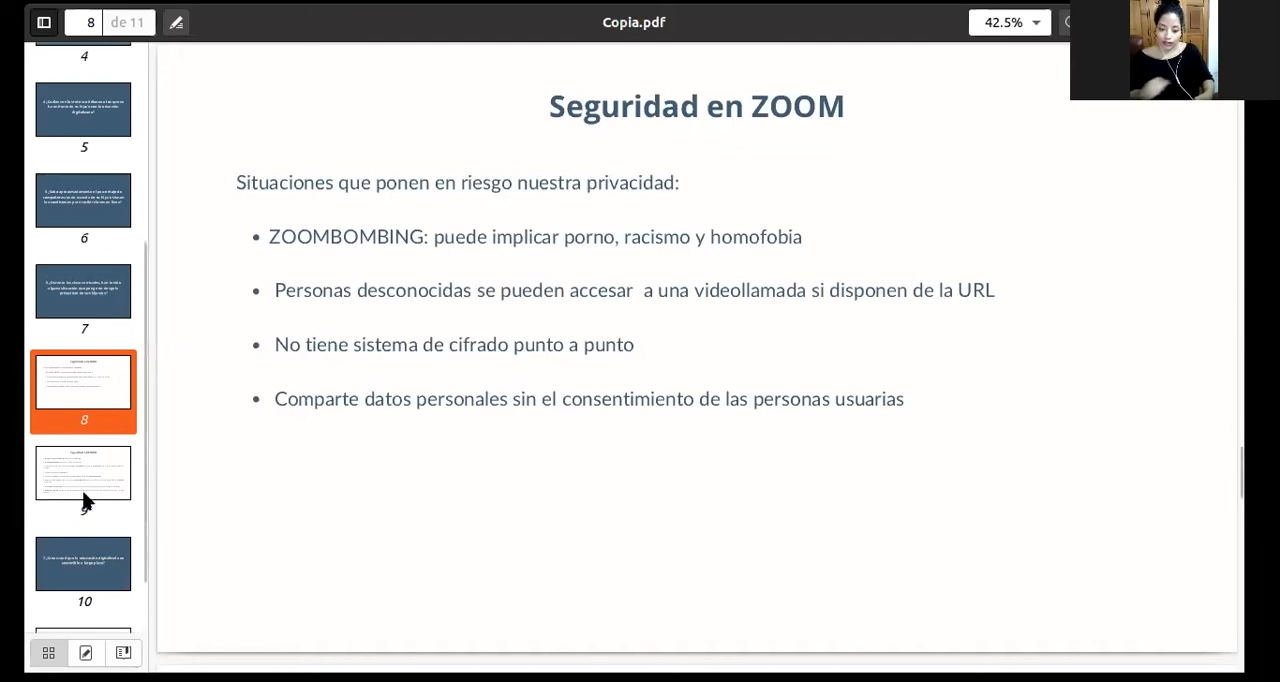 8
de 11
Copia.pdf
42.5%
4
5
6
7
8
9
10
Seguridad en ZOOM
Situaciones que ponen en riesgo nuestra privacidad:
• ZOOMBOMBING: puede implicar porno, racismo y homofobia
• Personas desconocidas se pueden accesar a una videollamada si disponen de la URL
• No tiene sistema de cifrado punto a punto
• Comparte datos personales sin el consentimiento de las personas usuarias